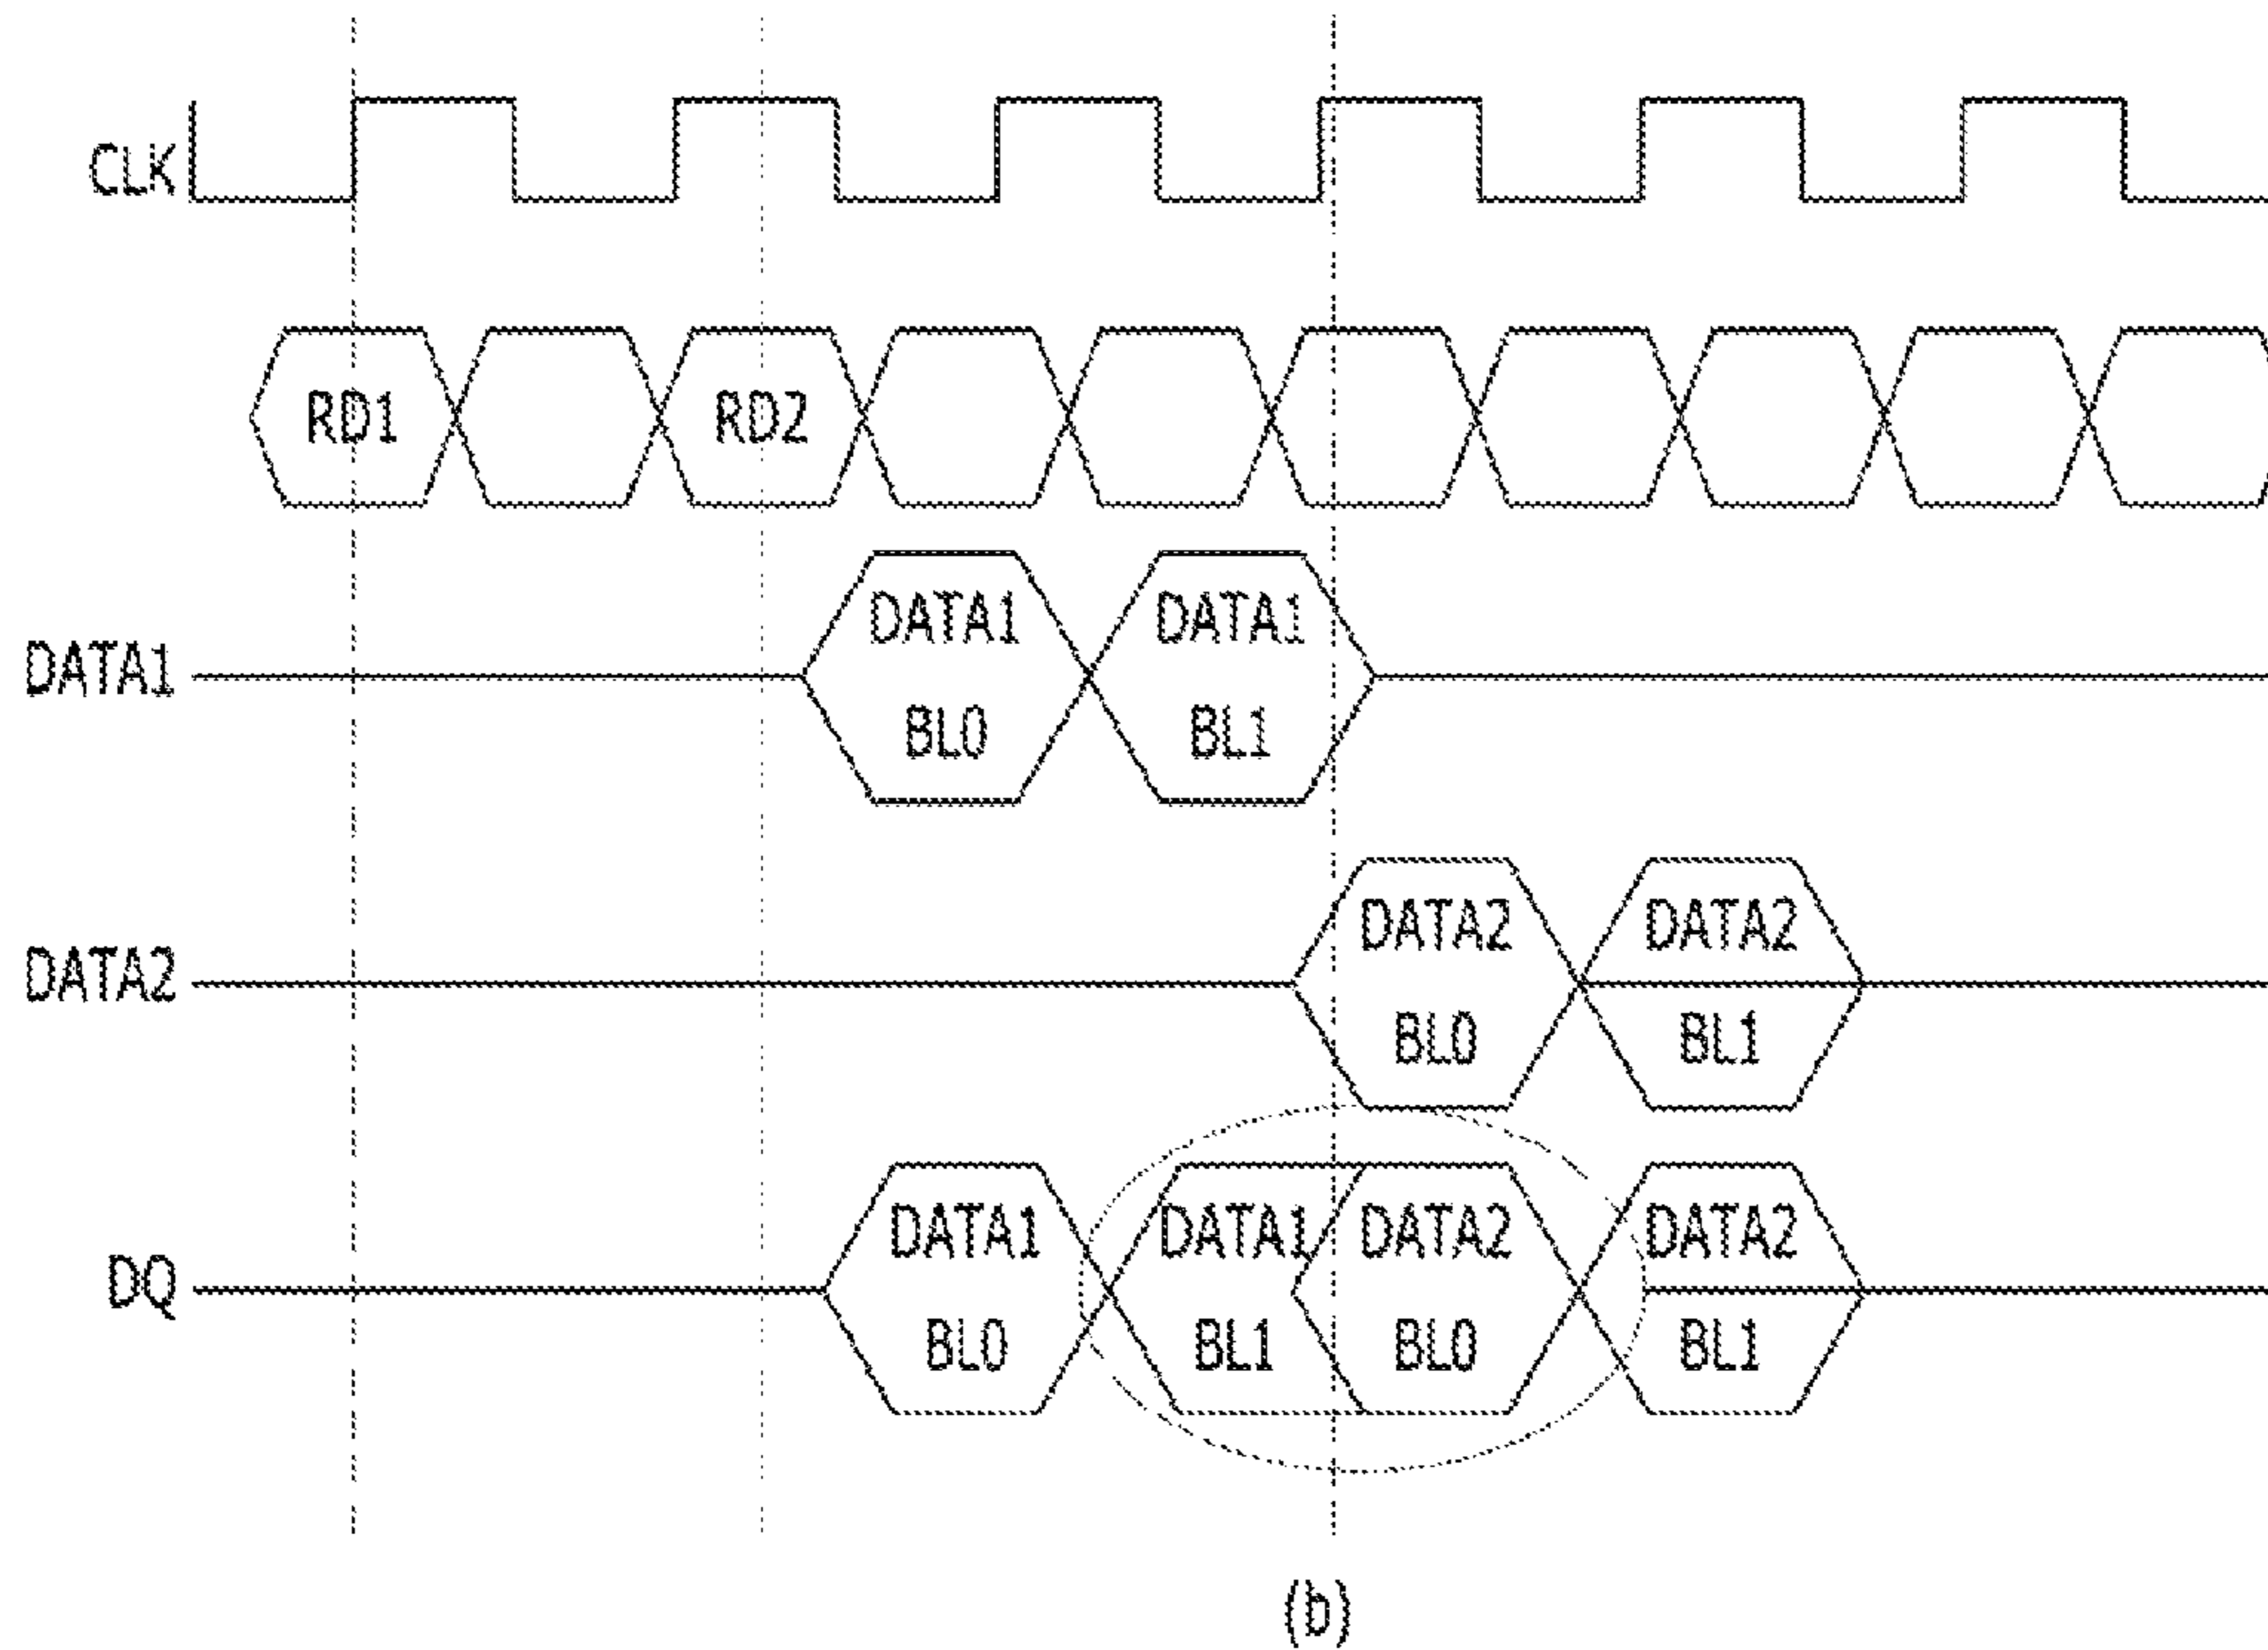 CLK
RD1 RD2
DATA1 DATA1
DATA1
BL0 BL1
DATA2 DATA2
DATA2
BL0 BL1
DATA1 DATA1 DATA2 DATA2
DQ
BL0 BL1 BL0 BL1
(b)